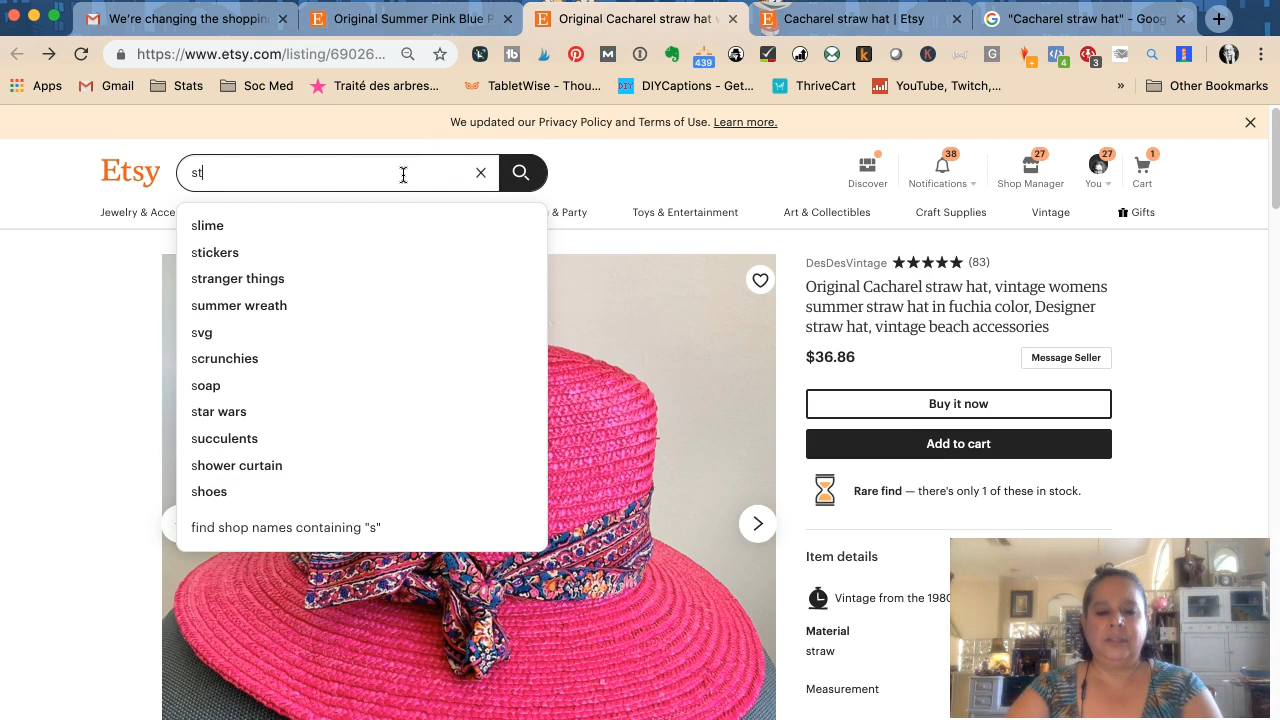 We're changing the shoppin
Original Summer Pink Blue P
Original Cacharel straw hat v
Cacharel straw hat | Etsy
"Cacharel straw hat" - Goog
https://www.etsy.com/listing/69026...
439
4
3
Apps
Gmail
Stats
Soc Med
Traité des arbres...
TabletWise - Thou...
DIYCaptions - Get...
ThriveCart
YouTube, Twitch,...
»
Other Bookmarks
We updated our Privacy Policy and Terms of Use. Learn more.
Etsy
st
38
27
27
1
Discover
Notifications
Shop Manager
You
Cart
Jewelry & Acce
& Party
Toys & Entertainment
Art & Collectibles
Craft Supplies
Vintage
Gifts
slime
stickers
stranger things
summer wreath
svg
scrunchies
soap
star wars
succulents
shower curtain
shoes
find shop names containing "s"
DesDesVintage ★★★★★ (83)
Original Cacharel straw hat, vintage womens
summer straw hat in fuchia color, Designer
straw hat, vintage beach accessories
$36.86
Message Seller
Buy it now
Add to cart
Rare find — there's only 1 of these in stock.
Item details
Vintage from the 1980
Material
straw
Measurement